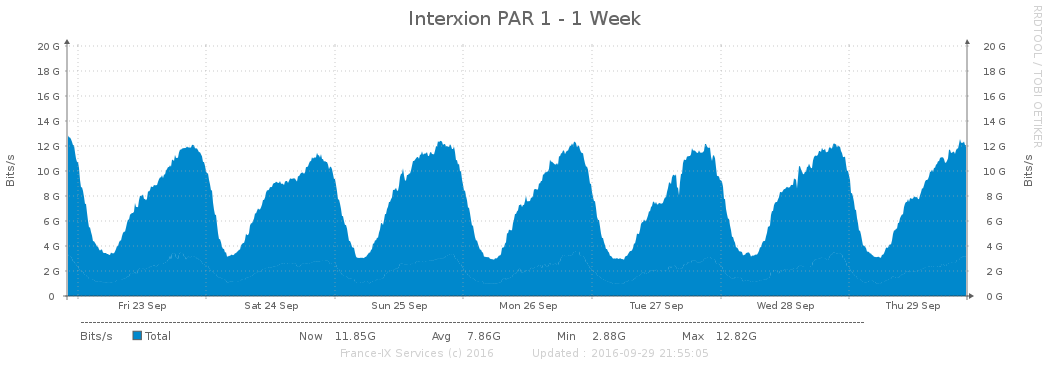 Interxion PAR 1 - 1 Week
RRDTOOL / TOBI OETIKER
Bits/s
20 G
18 G
16 G
14 G
12 G
10 G
8 G
6 G
4 G
2 G
0
20 G
18 G
16 G
14 G
12 G
10 G
8 G
6 G
4 G
2 G
0 G
Bits/s
Fri 23 Sep Sat 24 Sep Sun 25 Sep Mon 26 Sep Tue 27 Sep Wed 28 Sep Thu 29 Sep
Bits/s Total Now 11.85G Avg 7.86G Min 2.88G Max 12.82G
France-IX Services (c) 2016 Updated : 2016-09-29 21:55:05